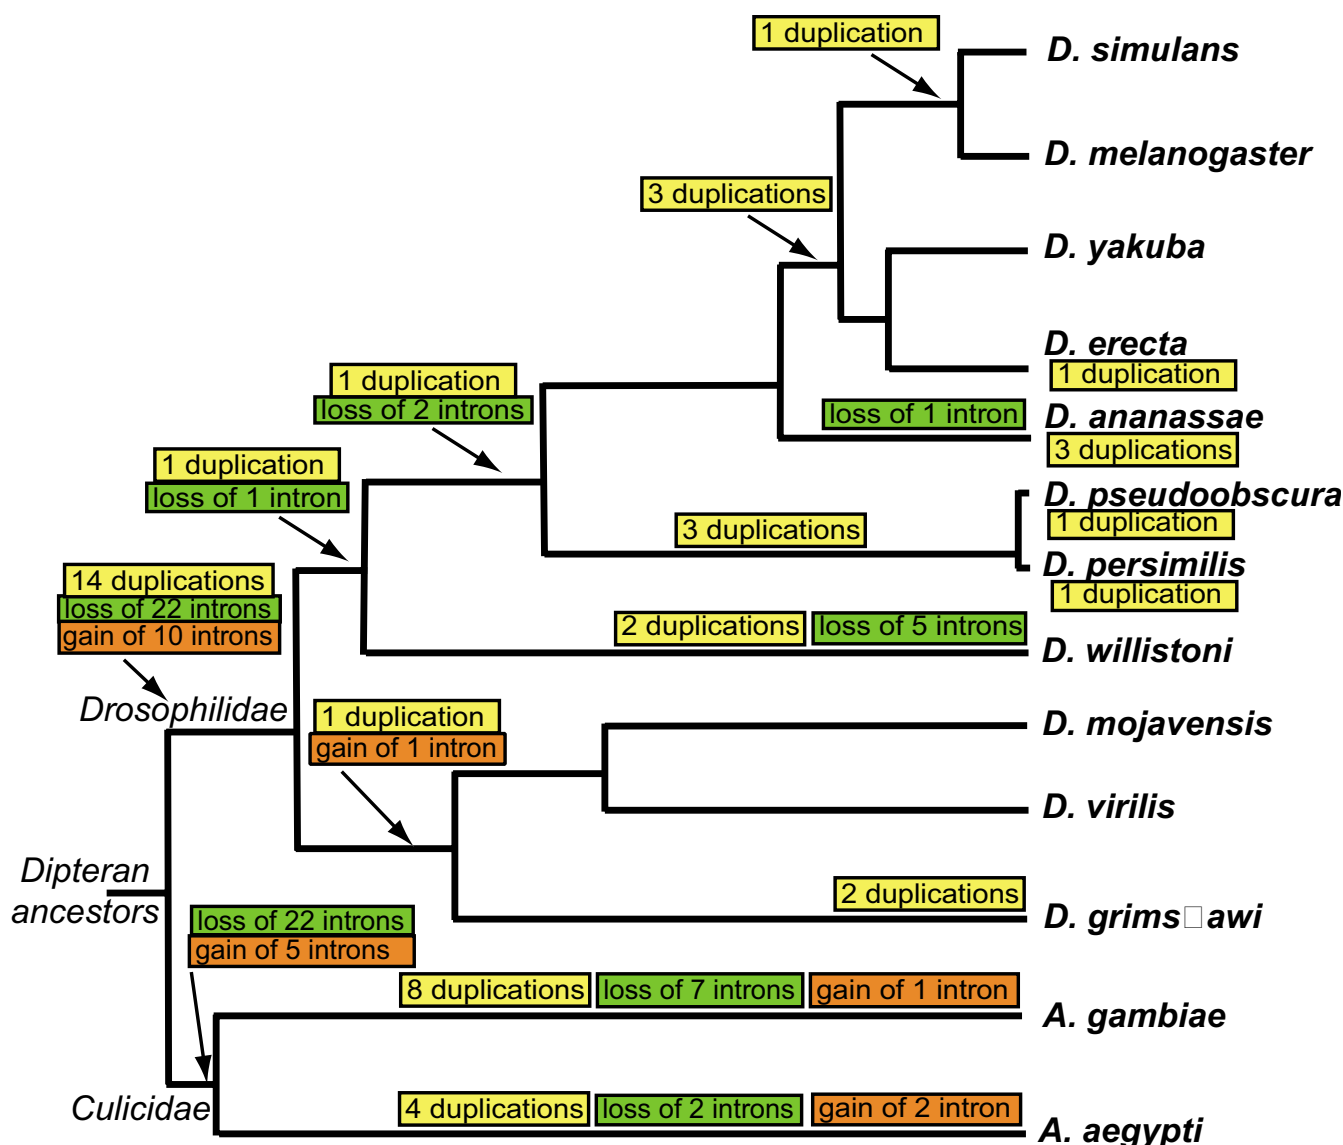 1 duplication
D. simulans
D. melanogaster
3 duplications
D. yakuba
D. erecta
1 duplication
1 duplication
loss of 2 introns
loss of 1 intron
D. ananassae
3 duplications
1 duplication
loss of 1 intron
D. pseudoobscura
1 duplication
3 duplications
D. persimilis
1 duplication
14 duplications
loss of 22 introns
gain of 10 introns
2 duplications
loss of 5 introns
D. willistoni
Drosophilidae
1 duplication
gain of 1 intron
D. mojavensis
D. virilis
Dipteran
ancestors
2 duplications
D. grims□awi
loss of 22 introns
gain of 5 introns
8 duplications
loss of 7 introns
gain of 1 intron
A. gambiae
Culicidae
4 duplications
loss of 2 introns
gain of 2 intron
A. aegypti